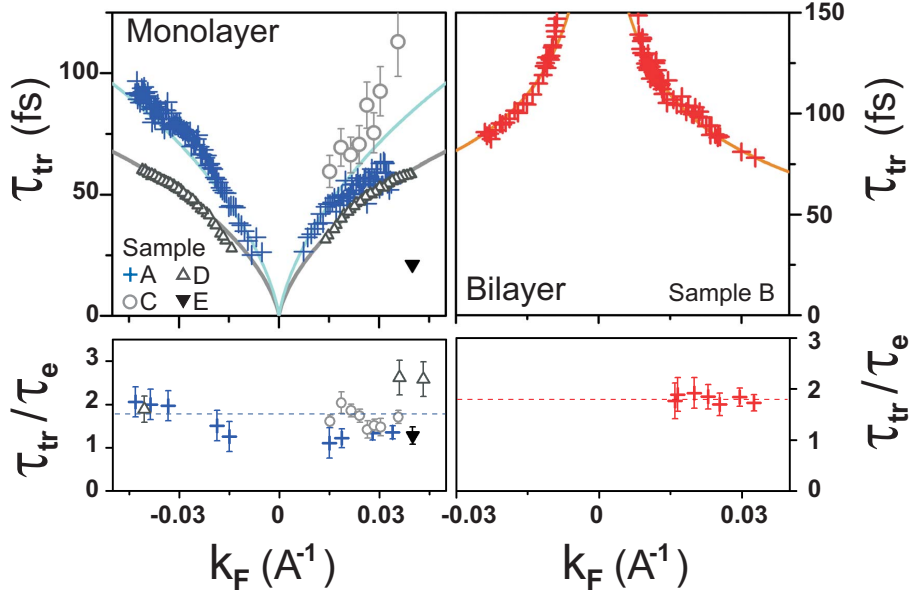 Monolayer
τtr (fs)
100
50
0
Sample
A
D
C
E
150
100
50
0
τtr (fs)
Bilayer
Sample B
τtr/τe
3
2
1
0
-0.03
0
0.03
kF (A-1)
3
2
1
0
τtr/τe
-0.03
0
0.03
kF (A-1)